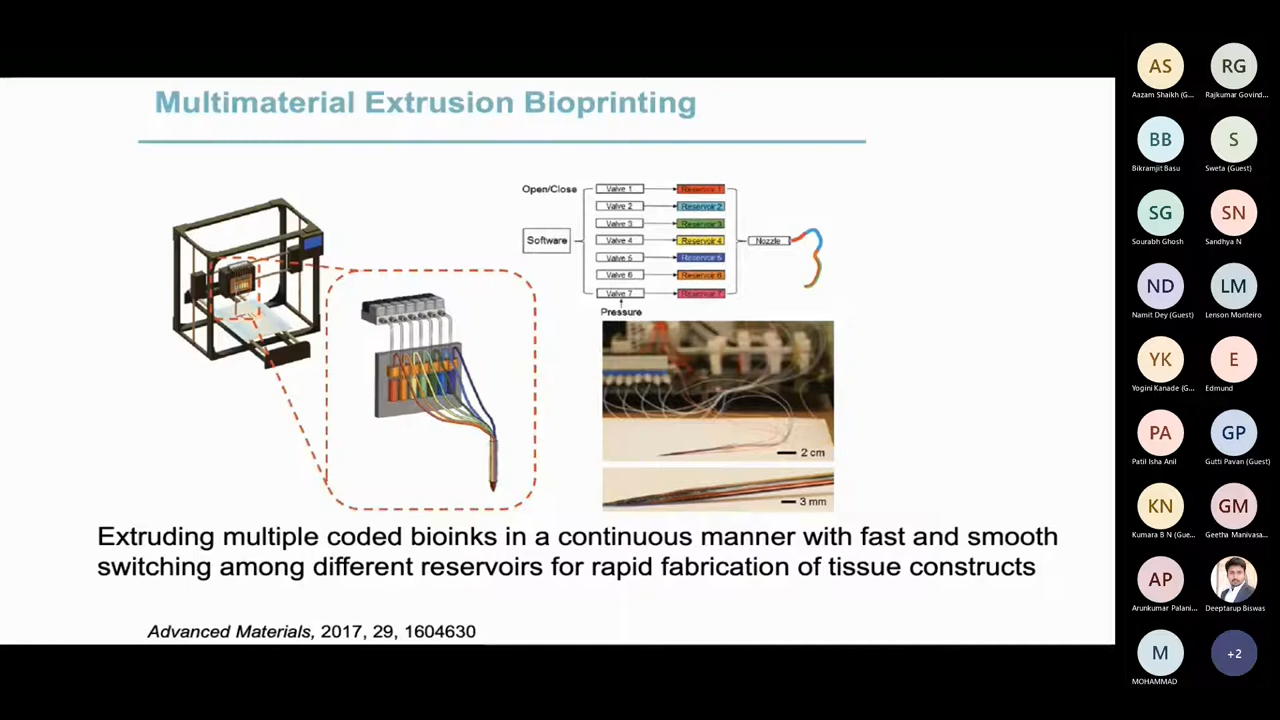 Multimaterial Extrusion Bioprinting
Open/Close
Software
Valve 1
Valve 2
Valve 3
Valve 4
Valve 5
Valve 6
Valve 7
Pressure
Reservoir 1
Reservoir 2
Reservoir 3
Reservoir 4
Reservoir 5
Reservoir 6
Reservoir 7
Nozzle
2 cm
3 mm
Extruding multiple coded bioinks in a continuous manner with fast and smooth
switching among different reservoirs for rapid fabrication of tissue constructs
Advanced Materials, 2017, 29, 1604630
AS
Aazam Shaikh (G...
RG
Rajkumar Govind...
BB
Bikramjit Basu
S
Sweta (Guest)
SG
Sourabh Ghosh
SN
Sandhya N
ND
Namit Dey (Guest)
LM
Lenson Monteiro
YK
Yogini Kanade (G...
E
Edmund
PA
Patil Isha Anil
GP
Gutti Pavan (Guest)
KN
Kumara B N (Gue...
GM
Geetha Manivasa...
AP
Arunkumar Palani...
Deeptarup Biswas
M
MOHAMMAD
+2